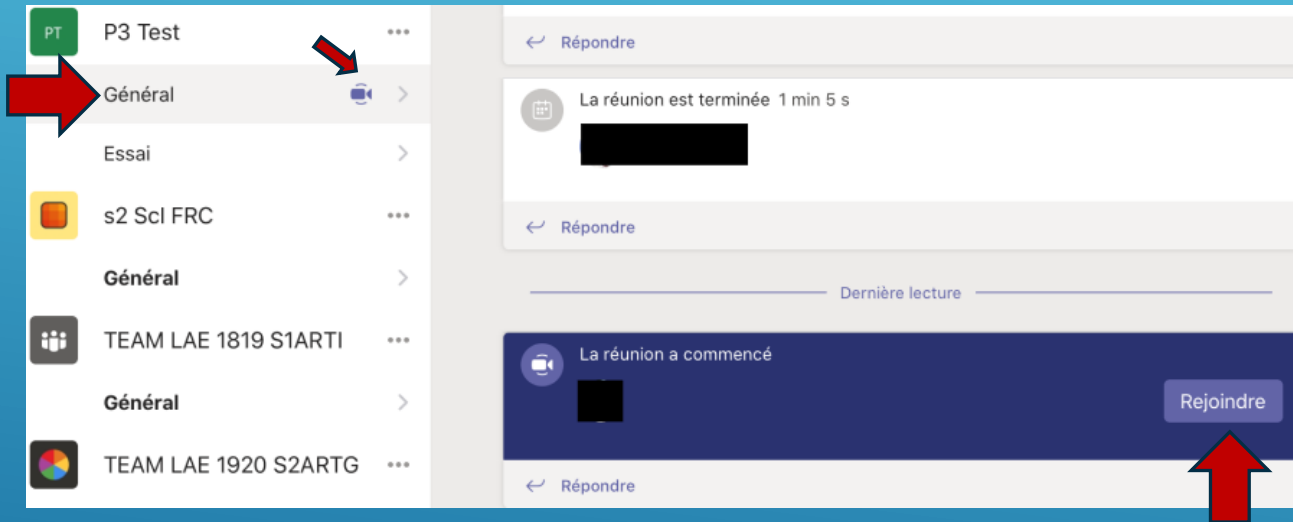 PT
P3 Test
Général
Essai
s2 Scl FRC
Général
TEAM LAE 1819 S1ARTI
Général
TEAM LAE 1920 S2ARTG
Répondre
La réunion est terminée 1 min 5 s
Répondre
Dernière lecture
La réunion a commencé
Rejoindre
Répondre